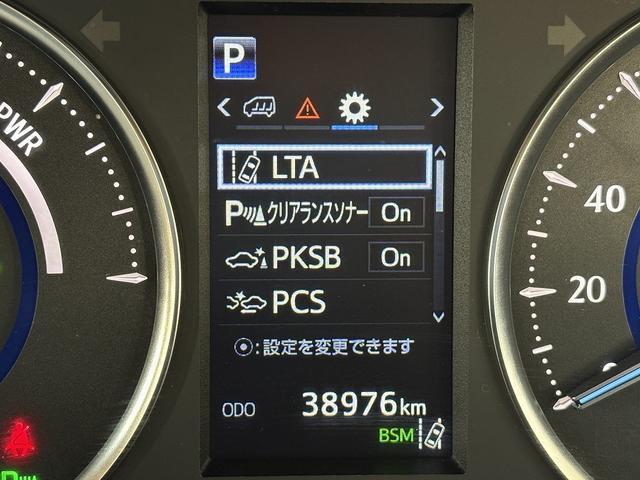 P
PWR
LTA
Pクリアランスソナー On
PKSB On
PCS
:設定を変更できます
ODO 38976km
BSM
40
20